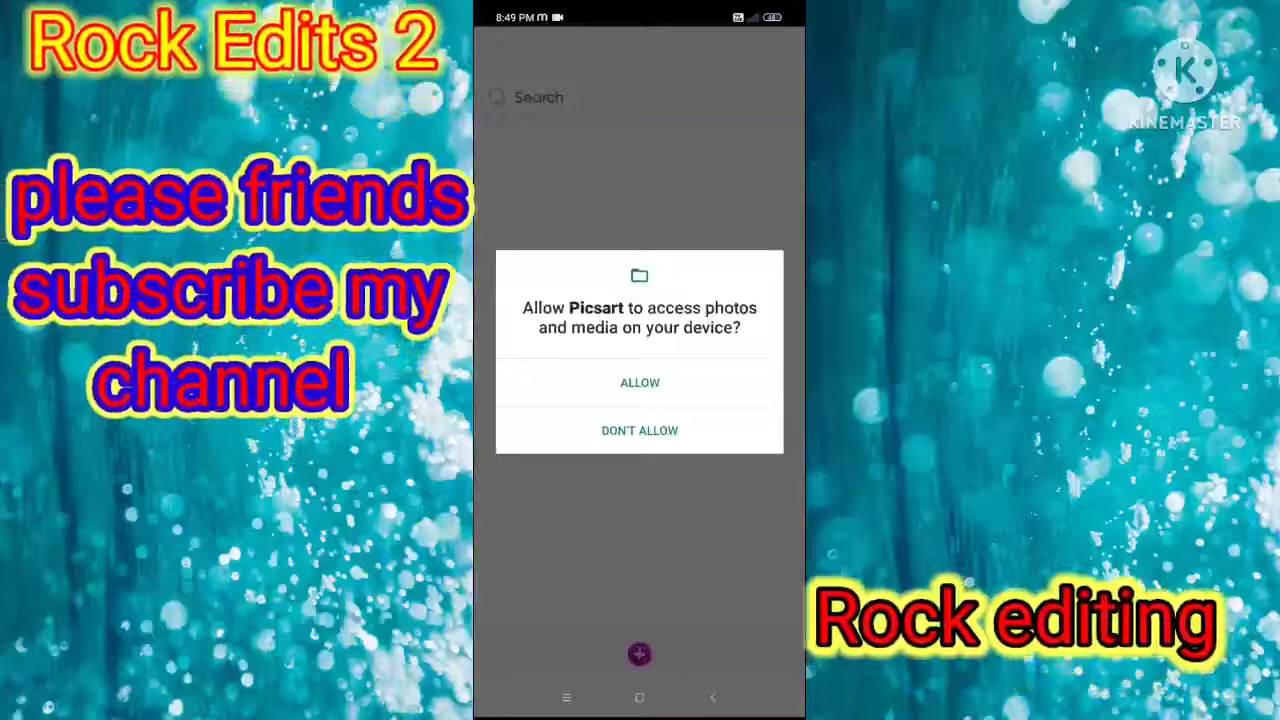 Rock Edits 2
please friends
subscribe my
channel
8:49 PM
Search
Allow Picsart to access photos
and media on your device?
ALLOW
DON'T ALLOW
K
KINEMASTER
Rock editing